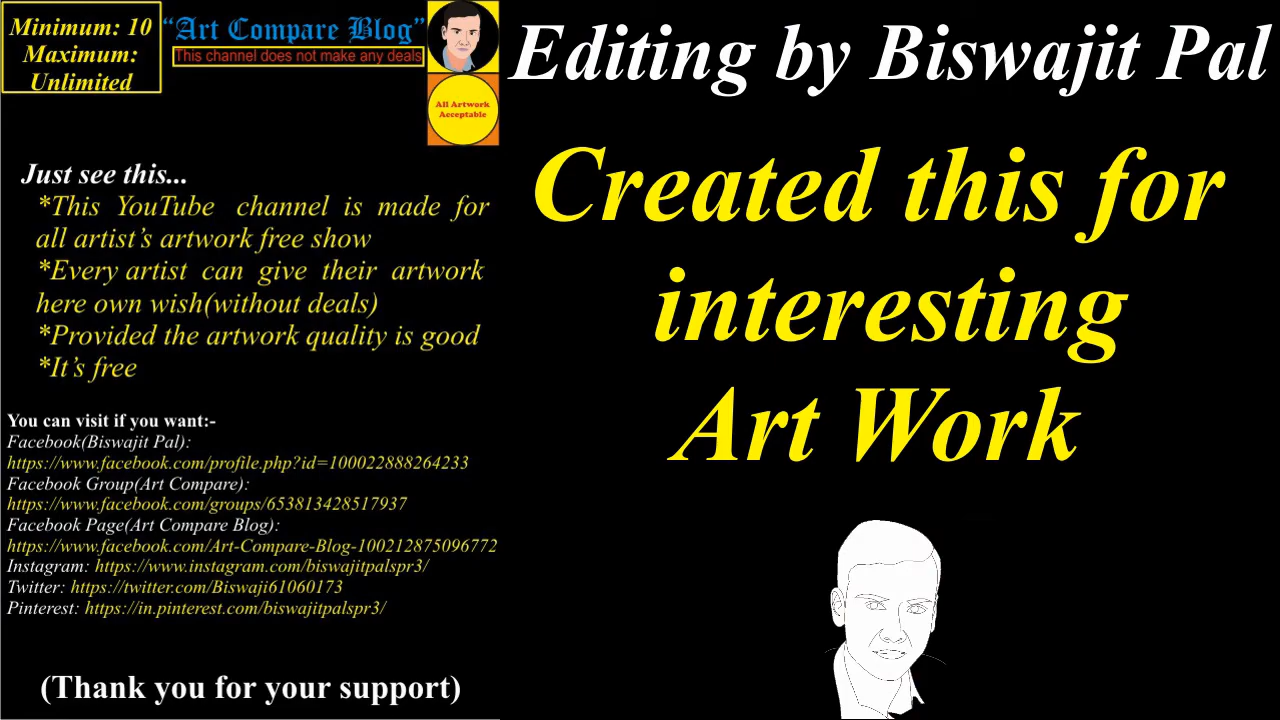 Minimum: 10
Maximum:
Unlimited
“Art Compare Blog”
This channel does not make any deals
All Artwork
Acceptable
Just see this...
*This YouTube channel is made for
all artist’s artwork free show
*Every artist can give their artwork
here own wish(without deals)
*Provided the artwork quality is good
*It’s free
You can visit if you want:-
Facebook(Biswajit Pal):
https://www.facebook.com/profile.php?id=100022888264233
Facebook Group(Art Compare):
https://www.facebook.com/groups/653813428517937
Facebook Page(Art Compare Blog):
https://www.facebook.com/Art-Compare-Blog-100212875096772
Instagram: https://www.instagram.com/biswajitpalspr3/
Twitter: https://twitter.com/Biswaji61060173
Pinterest: https://in.pinterest.com/biswajitpalspr3/
(Thank you for your support)
Editing by Biswajit Pal
Created this for
interesting
Art Work